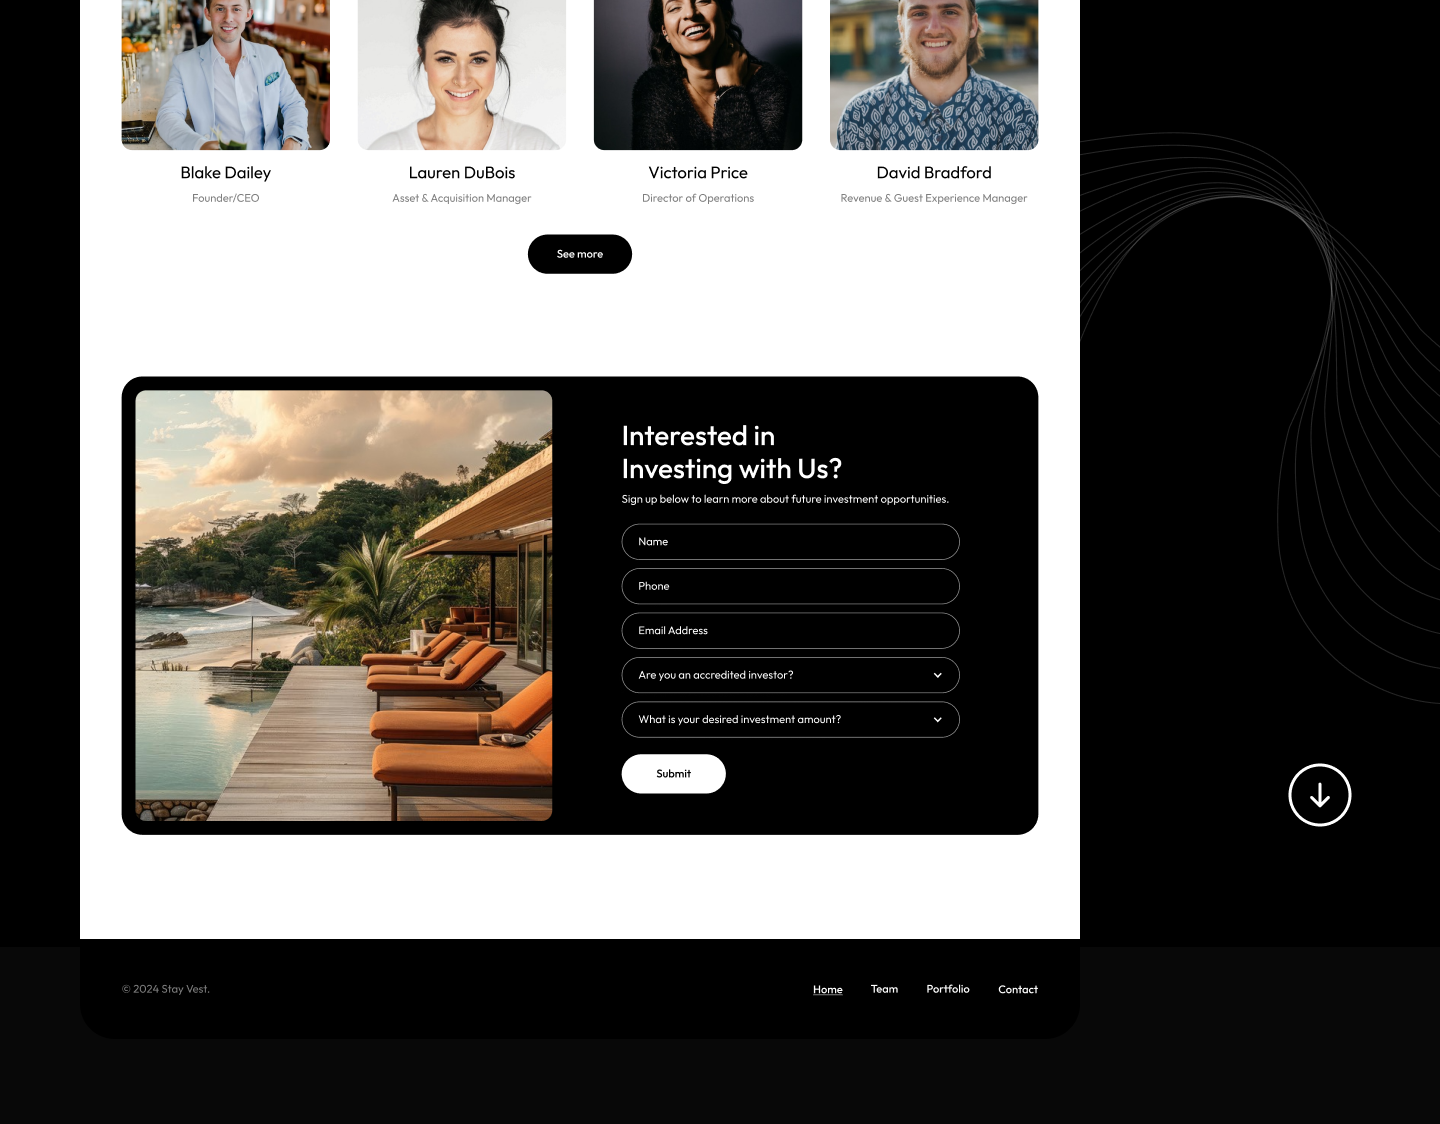 Blake Dailey
Founder/CEO
Lauren DuBois
Asset & Acquisition Manager
Victoria Price
Director of Operations
David Bradford
Revenue & Guest Experience Manager
See more
Interested in
Investing with Us?
Sign up below to learn more about future investment opportunities.
Name
Phone
Email Address
Are you an accredited investor?
What is your desired investment amount?
Submit
© 2024 Stay Vest.
Home
Team
Portfolio
Contact